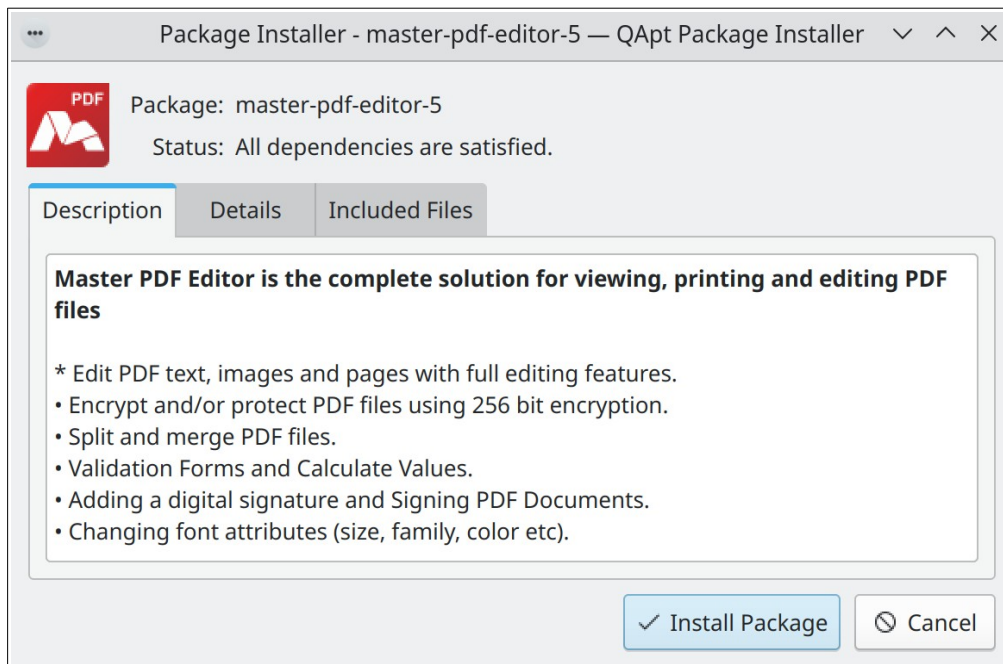 Package Installer - master-pdf-editor-5 — QApt Package Installer
PDF
Package: master-pdf-editor-5
Status: All dependencies are satisfied.
Description Details Included Files
Master PDF Editor is the complete solution for viewing, printing and editing PDF
files
* Edit PDF text, images and pages with full editing features.
• Encrypt and/or protect PDF files using 256 bit encryption.
• Split and merge PDF files.
• Validation Forms and Calculate Values.
• Adding a digital signature and Signing PDF Documents.
• Changing font attributes (size, family, color etc).
Install Package Cancel